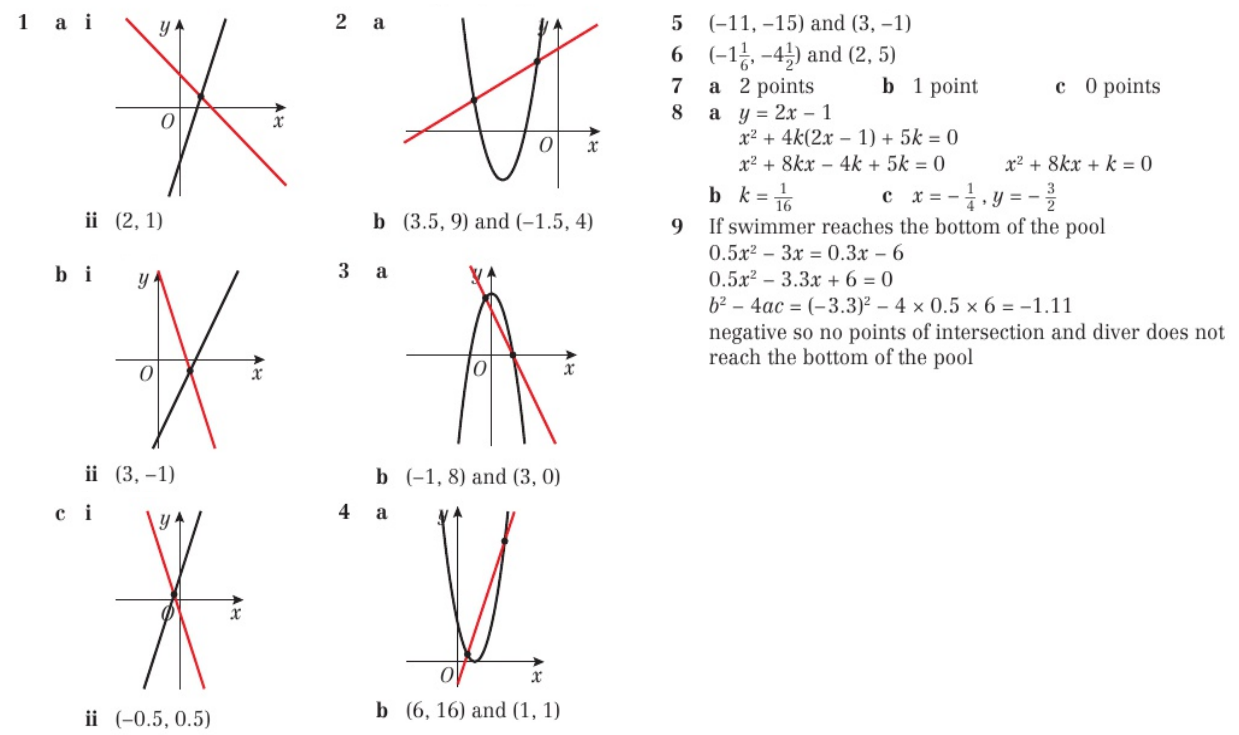 1 a i
y
O
x
ii (2, 1)
b i
y
O
x
ii (3, −1)
c i
y
O
x
ii (−0.5, 0.5)
2 a
y
O
x
b (3.5, 9) and (−1.5, 4)
3 a
y
O
x
b (−1, 8) and (3, 0)
4 a
y
O
x
b (6, 16) and (1, 1)
5 (−11, −15) and (3, −1)
6 (−1 1/6, −4 1/2) and (2, 5)
7 a 2 points b 1 point c 0 points
8 a y = 2x − 1
x² + 4k(2x − 1) + 5k = 0
x² + 8kx − 4k + 5k = 0 x² + 8kx + k = 0
b k = 1/16 c x = − 1/4 , y = − 3/2
9 If swimmer reaches the bottom of the pool
0.5x² − 3x = 0.3x − 6
0.5x² − 3.3x + 6 = 0
b² − 4ac = (−3.3)² − 4 × 0.5 × 6 = −1.11
negative so no points of intersection and diver does not
reach the bottom of the pool